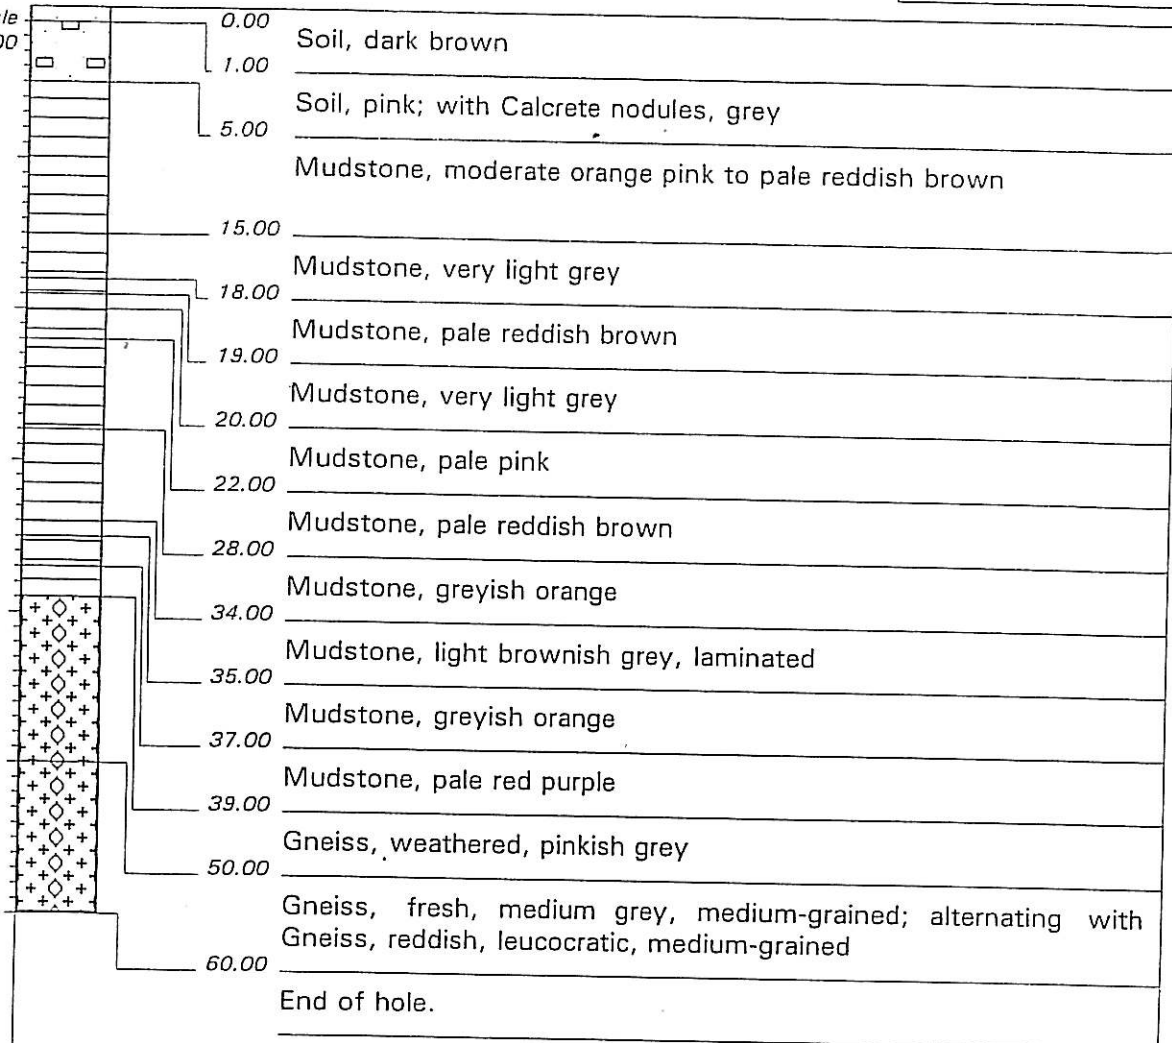 le
00
0.00
Soil, dark brown
1.00
Soil, pink; with Calcrete nodules, grey
5.00
Mudstone, moderate orange pink to pale reddish brown
15.00
Mudstone, very light grey
18.00
Mudstone, pale reddish brown
19.00
Mudstone, very light grey
20.00
Mudstone, pale pink
22.00
Mudstone, pale reddish brown
28.00
Mudstone, greyish orange
34.00
Mudstone, light brownish grey, laminated
35.00
Mudstone, greyish orange
37.00
Mudstone, pale red purple
39.00
Gneiss, weathered, pinkish grey
50.00
Gneiss, fresh, medium grey, medium-grained; alternating with
Gneiss, reddish, leucocratic, medium-grained
60.00
End of hole.